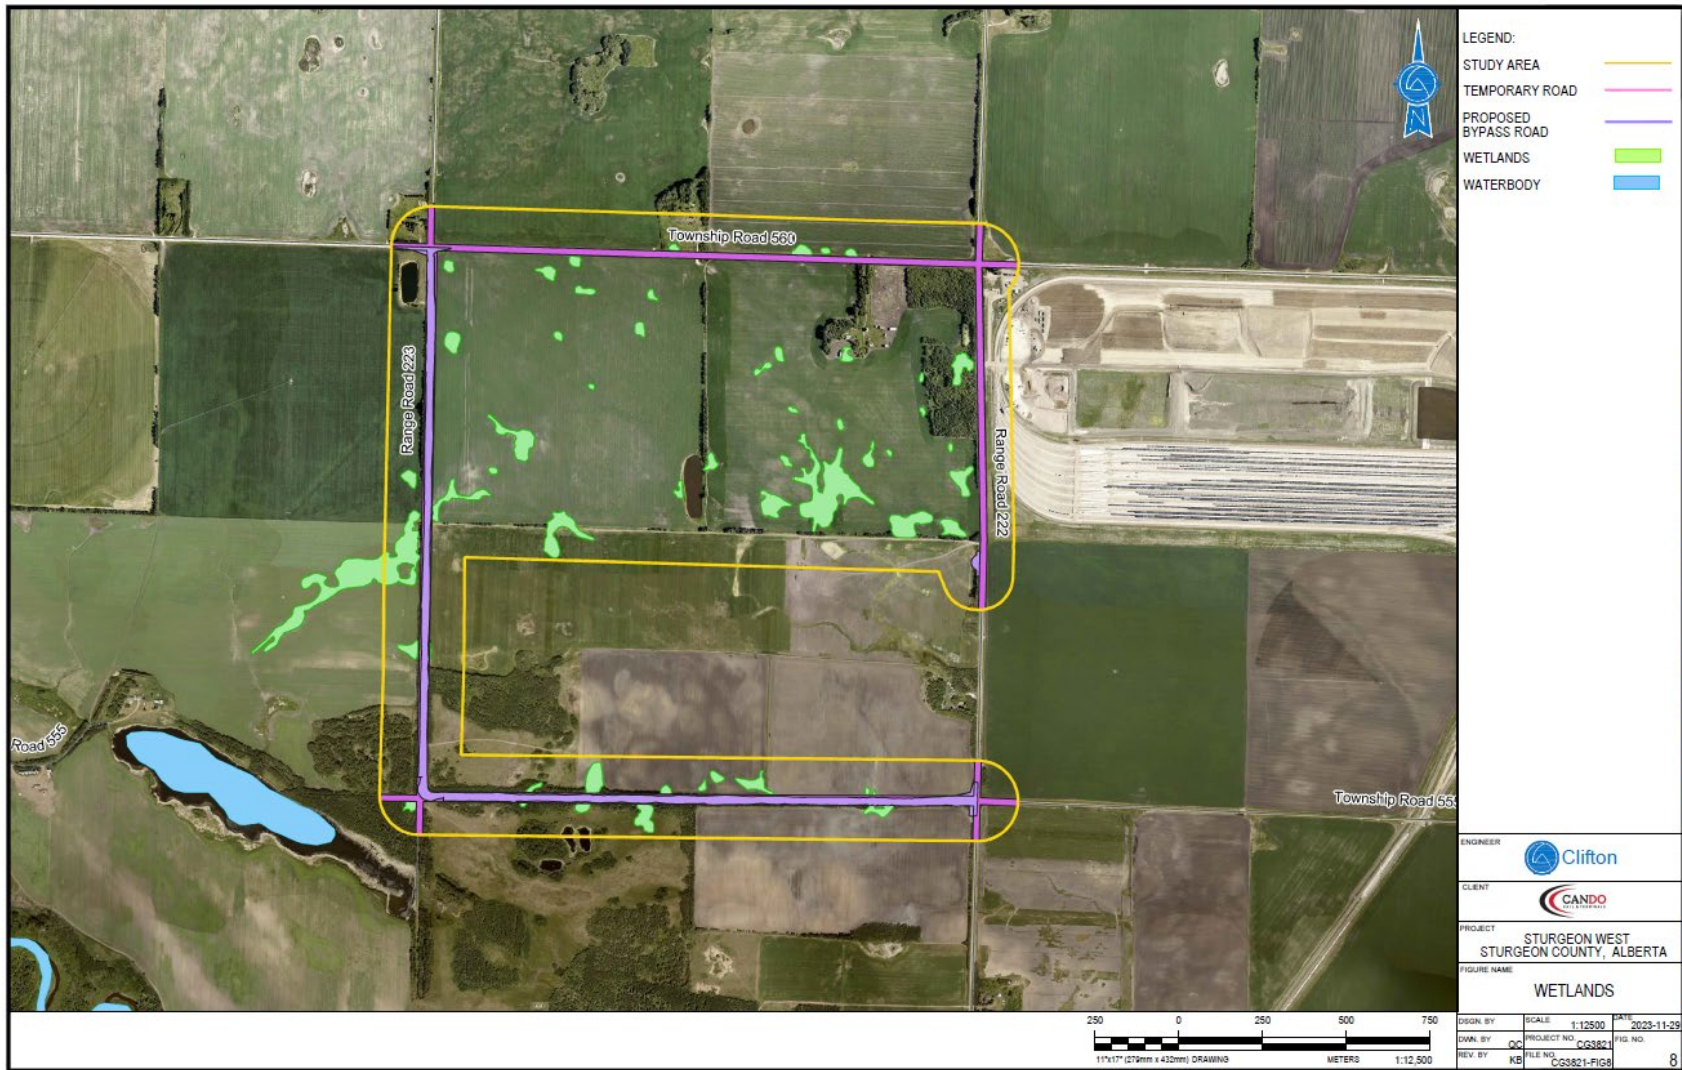 LEGEND:
STUDY AREA
TEMPORARY ROAD
PROPOSED
BYPASS ROAD
WETLANDS
WATERBODY
N
Township Road 560
Range Road 223
Range Road 222
Road 555
Township Road 555
ENGINEER
Clifton
CLIENT
CANDO
RAIL & TERMINALS
PROJECT
STURGEON WEST
STURGEON COUNTY, ALBERTA
FIGURE NAME
WETLANDS
DSGN. BY
SCALE 1:12500
DATE 2023-11-29
DWN. BY QC
PROJECT NO. CG3821
FIG. NO.
REV. BY KB
FILE NO. CG3821-FIG8
8
250 0 250 500 750
11"x17" (279mm x 432mm) DRAWING METERS 1:12,500